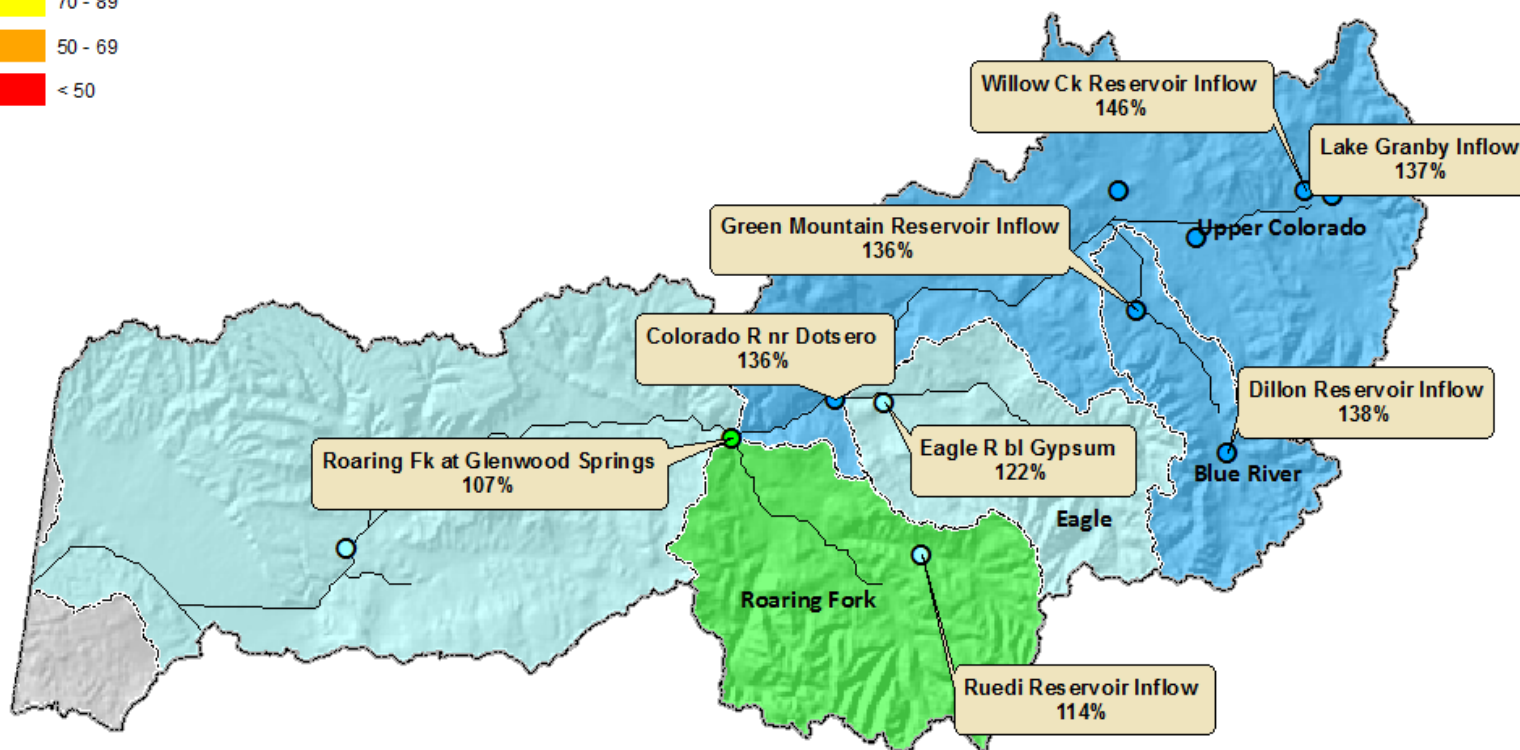 70 - 89
50 - 69
< 50
Willow Ck Reservoir Inflow
146%
Lake Granby Inflow
137%
Green Mountain Reservoir Inflow
136%
Upper Colorado
Colorado R nr Dotsero
136%
Dillon Reservoir Inflow
138%
Roaring Fk at Glenwood Springs
107%
Eagle R bl Gypsum
122%
Blue River
Eagle
Roaring Fork
Ruedi Reservoir Inflow
114%